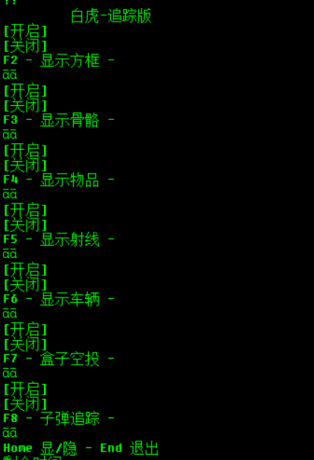 白虎-追踪版
[开启]
[关闭]
F2 - 显示方框 -
āā
[开启]
[关闭]
F3 - 显示骨骼 -
āā
[开启]
[关闭]
F4 - 显示物品 -
āā
[开启]
[关闭]
F5 - 显示射线 -
āā
[开启]
[关闭]
F6 - 显示车辆 -
āā
[开启]
[关闭]
F7 - 盒子空投 -
āā
[开启]
[关闭]
F8 - 子弹追踪 -
āā
Home 显/隐 - End 退出